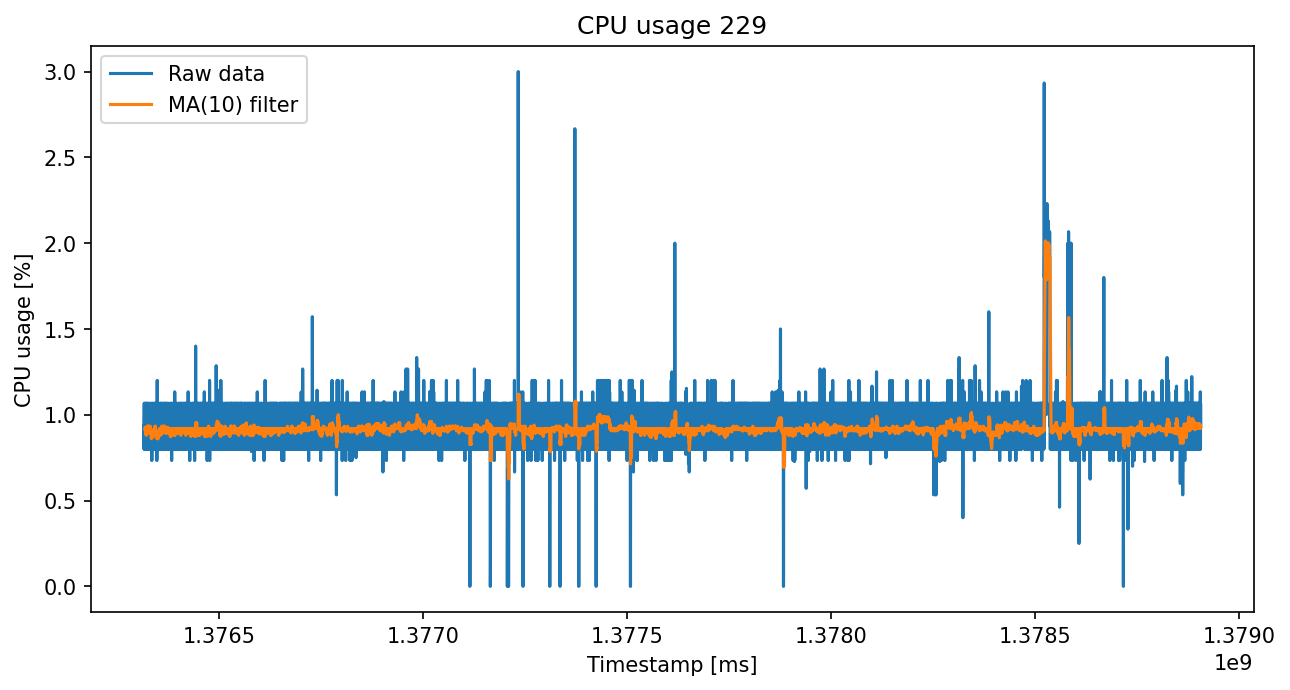 CPU usage 229
Raw data
MA(10) filter
CPU usage [%]
3.0
2.5
2.0
1.5
1.0
0.5
0.0
1.3765 1.3770 1.3775 1.3780 1.3785 1.3790
1e9
Timestamp [ms]